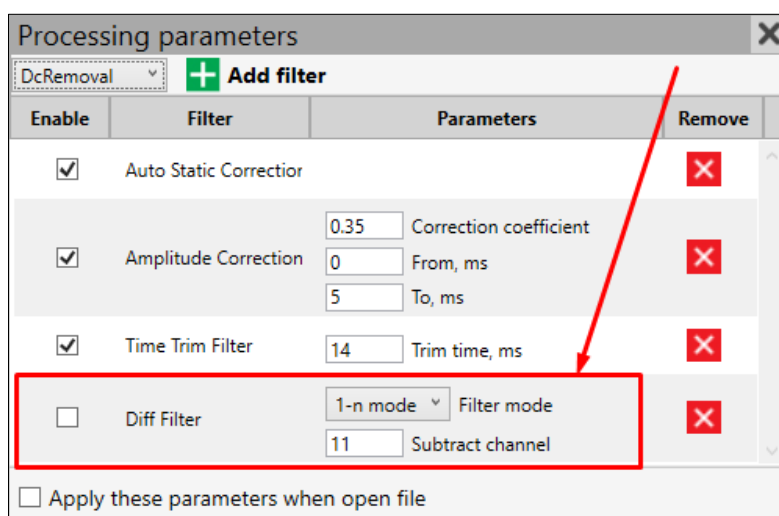 Processing parameters
DcRemoval Add filter
Enable Filter Parameters Remove
Auto Static Correctior
0.35 Correction coefficient
Amplitude Correction 0 From, ms
5 To, ms
Time Trim Filter 14 Trim time, ms
1-n mode Filter mode
Diff Filter
11 Subtract channel
Apply these parameters when open file